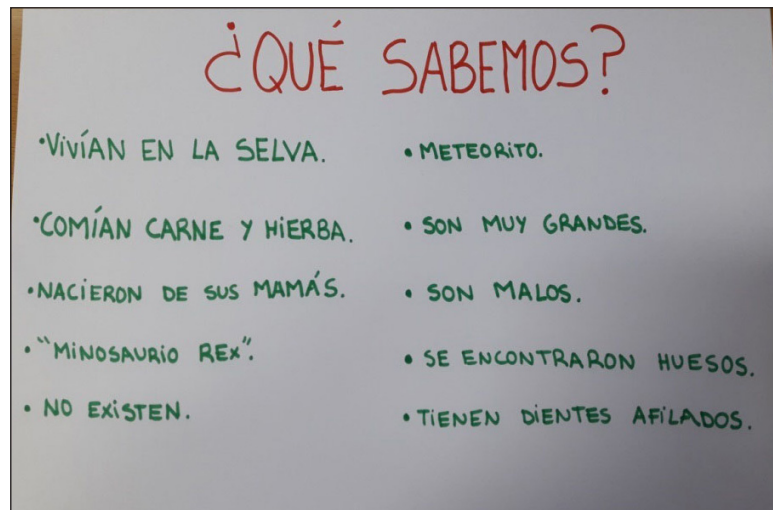 ¿QUÉ SABEMOS?
•VIVÍAN EN LA SELVA.
•COMÍAN CARNE Y HIERBA.
•NACIERON DE SUS MAMÁS.
•"MINOSAURIO REX".
•NO EXISTEN.
•METEORITO.
•SON MUY GRANDES.
•SON MALOS.
•SE ENCONTRARON HUESOS.
•TIENEN DIENTES AFILADOS.